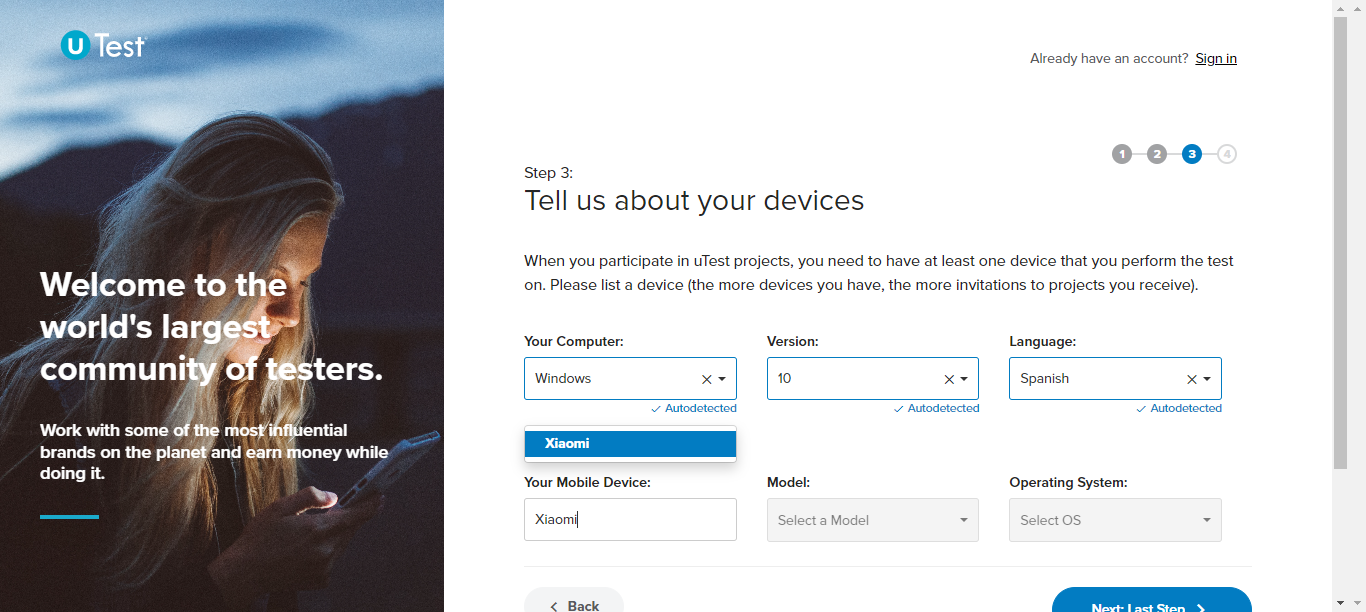 uTest
Already have an account? Sign in
1 2 3 4
Step 3:
Tell us about your devices
When you participate in uTest projects, you need to have at least one device that you perform the test
on. Please list a device (the more devices you have, the more invitations to projects you receive).
Welcome to the
world's largest
community of testers.
Work with some of the most influential
brands on the planet and earn money while
doing it.
Your Computer: Version: Language:
Windows 10 Spanish
Autodetected Autodetected Autodetected
Xiaomi
Your Mobile Device: Model: Operating System:
Xiaomi Select a Model Select OS
Back Next: Last Step